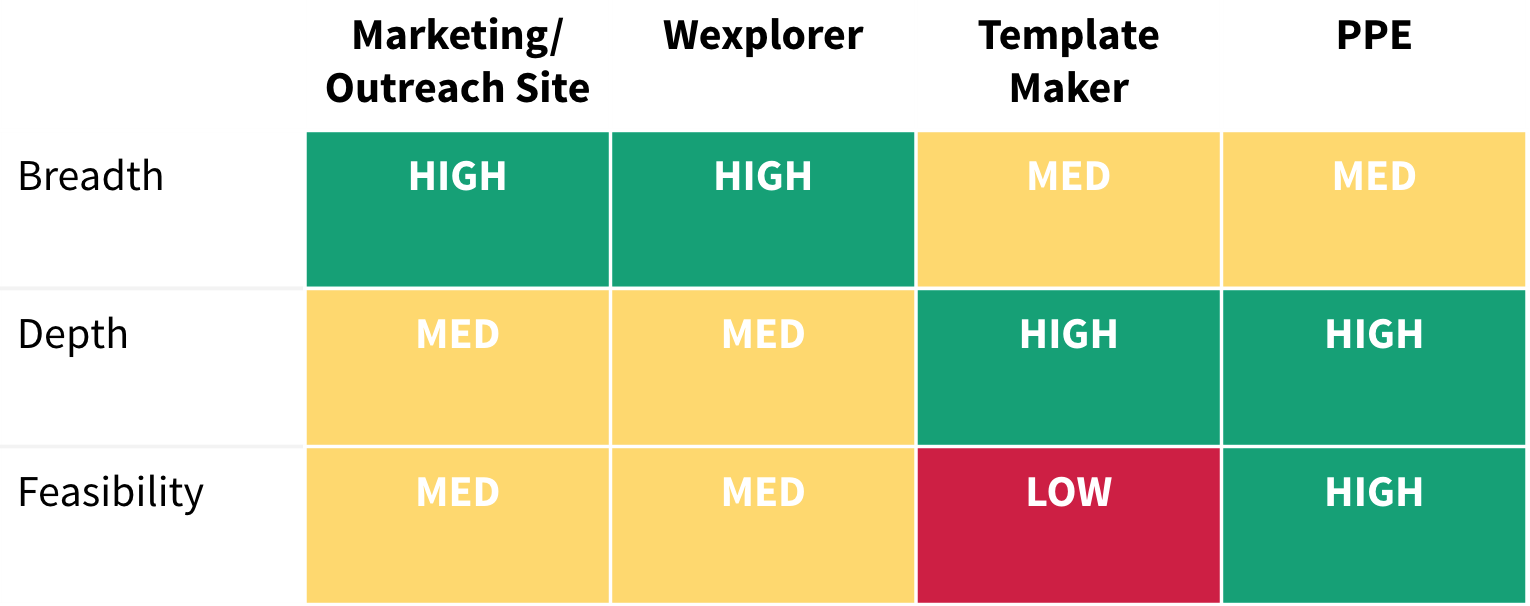 Marketing/ Wexplorer Template PPE
Outreach Site Maker
Breadth HIGH HIGH MED MED
Depth MED MED HIGH HIGH
Feasibility MED MED LOW HIGH